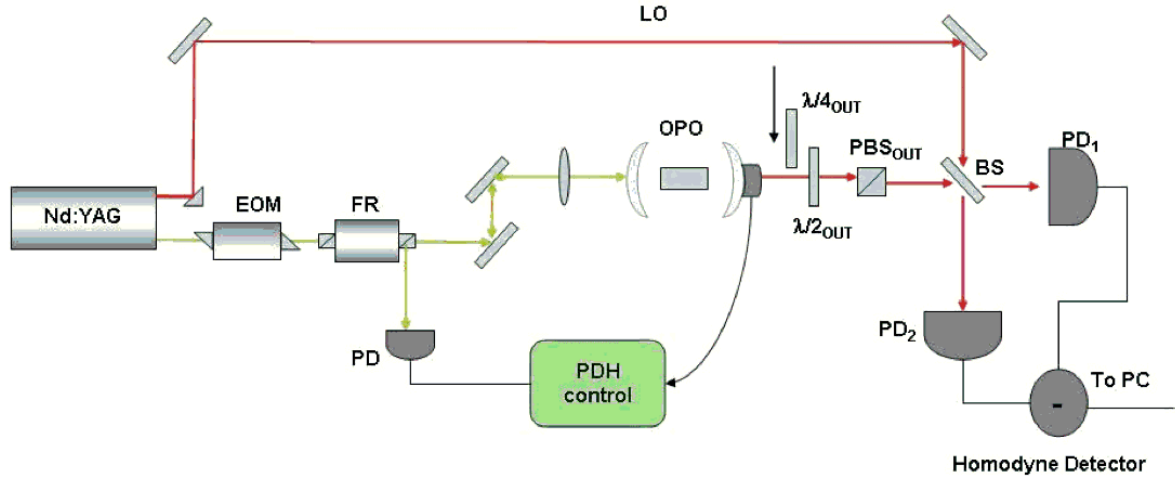 LO
λ/4OUT
OPO
PBSOUT
PD1
BS
Nd:YAG
EOM
FR
λ/2OUT
PD
PD2
PDH
control
To PC
-
Homodyne Detector